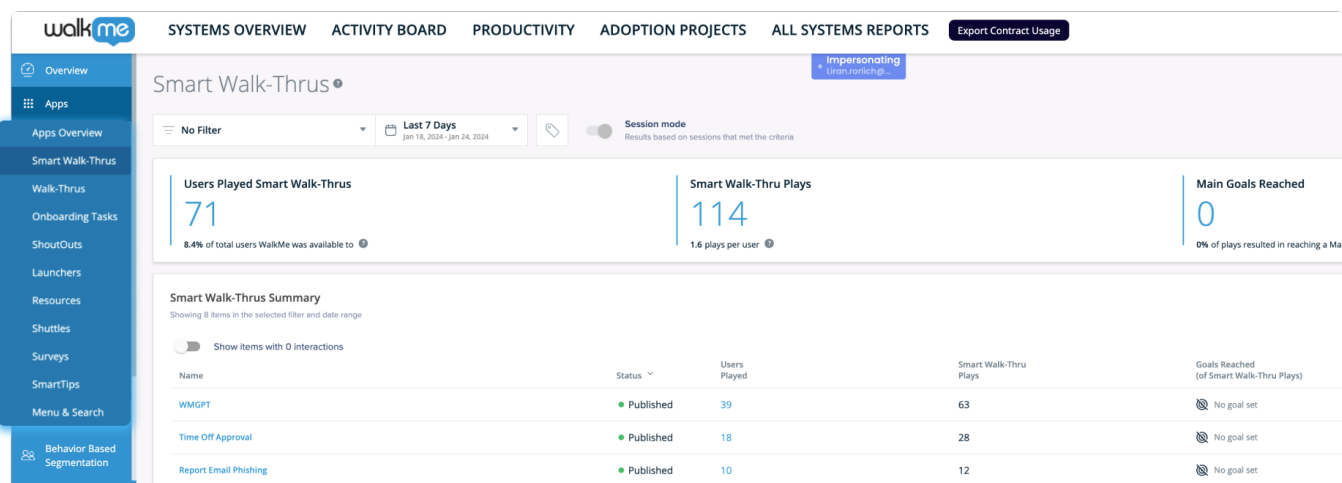 walkme
SYSTEMS OVERVIEW
ACTIVITY BOARD
PRODUCTIVITY
ADOPTION PROJECTS
ALL SYSTEMS REPORTS
Export Contract Usage
Overview
Apps
Apps Overview
Smart Walk-Thrus
Walk-Thrus
Onboarding Tasks
ShoutOuts
Launchers
Resources
Shuttles
Surveys
SmartTips
Menu & Search
Behavior Based
Segmentation
Impersonating
Liran.rorlich@...
Smart Walk-Thrus
No Filter
Last 7 Days
Jan 18, 2024 - Jan 24, 2024
Session mode
Results based on sessions that met the criteria
Users Played Smart Walk-Thrus
71
8.4% of total users WalkMe was available to
Smart Walk-Thru Plays
114
1.6 plays per user
Main Goals Reached
0
0% of plays resulted in reaching a Ma
Smart Walk-Thrus Summary
Showing 8 items in the selected filter and date range
Show items with 0 interactions
Name
Status
Users
Played
Smart Walk-Thru
Plays
Goals Reached
(of Smart Walk-Thru Plays)
WMGPT
Published
39
63
No goal set
Time Off Approval
Published
18
28
No goal set
Report Email Phishing
Published
10
12
No goal set